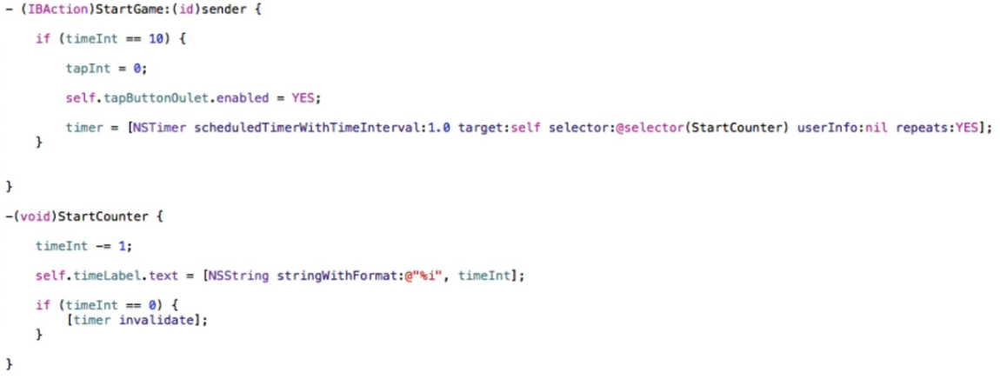 - (IBAction)StartGame:(id)sender {
if (timeInt == 10) {
tapInt = 0;
self.tapButtonOulet.enabled = YES;
timer = [NSTimer scheduledTimerWithTimeInterval:1.0 target:self selector:@selector(StartCounter) userInfo:nil repeats:YES];
}
}
-(void)StartCounter {
timeInt -= 1;
self.timeLabel.text = [NSString stringWithFormat:@"%i", timeInt];
if (timeInt == 0) {
[timer invalidate];
}
}